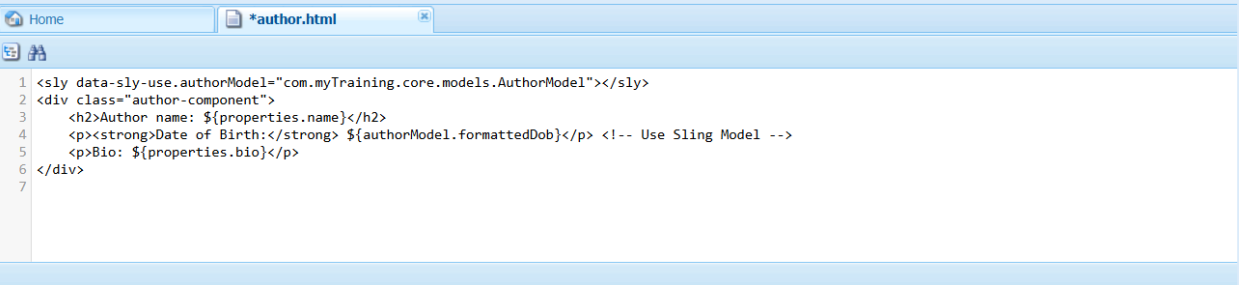 Home
*author.html
1 <sly data-sly-use.authorModel="com.myTraining.core.models.AuthorModel"></sly>
2 <div class="author-component">
3     <h2>Author name: ${properties.name}</h2>
4     <p><strong>Date of Birth:</strong> ${authorModel.formattedDob}</p> <!-- Use Sling Model -->
5     <p>Bio: ${properties.bio}</p>
6 </div>
7